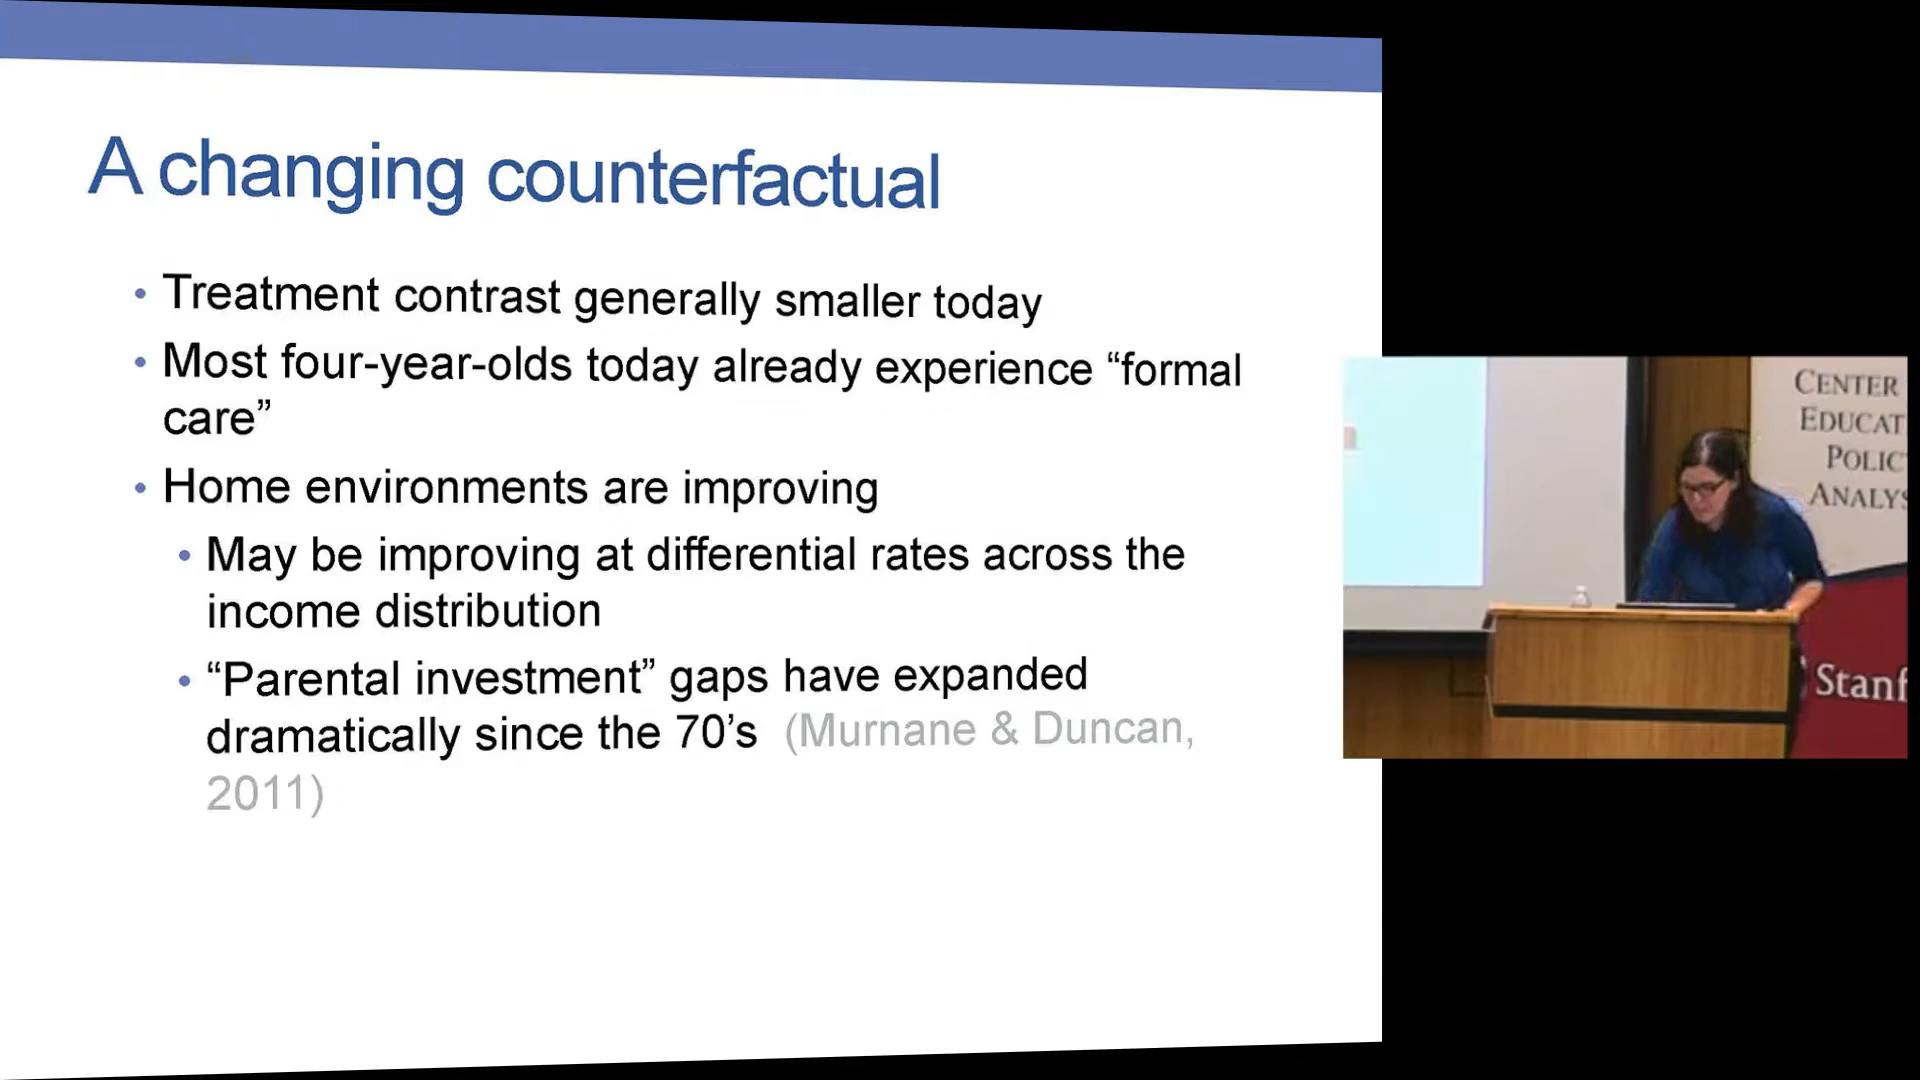 A changing counterfactual
• Treatment contrast generally smaller today
• Most four-year-olds today already experience “formal
care”
• Home environments are improving
• May be improving at differential rates across the
income distribution
• “Parental investment” gaps have expanded
dramatically since the 70’s (Murnane & Duncan,
2011)
CENTER
EDUCAT
POLIC
ANALYS
Stanf